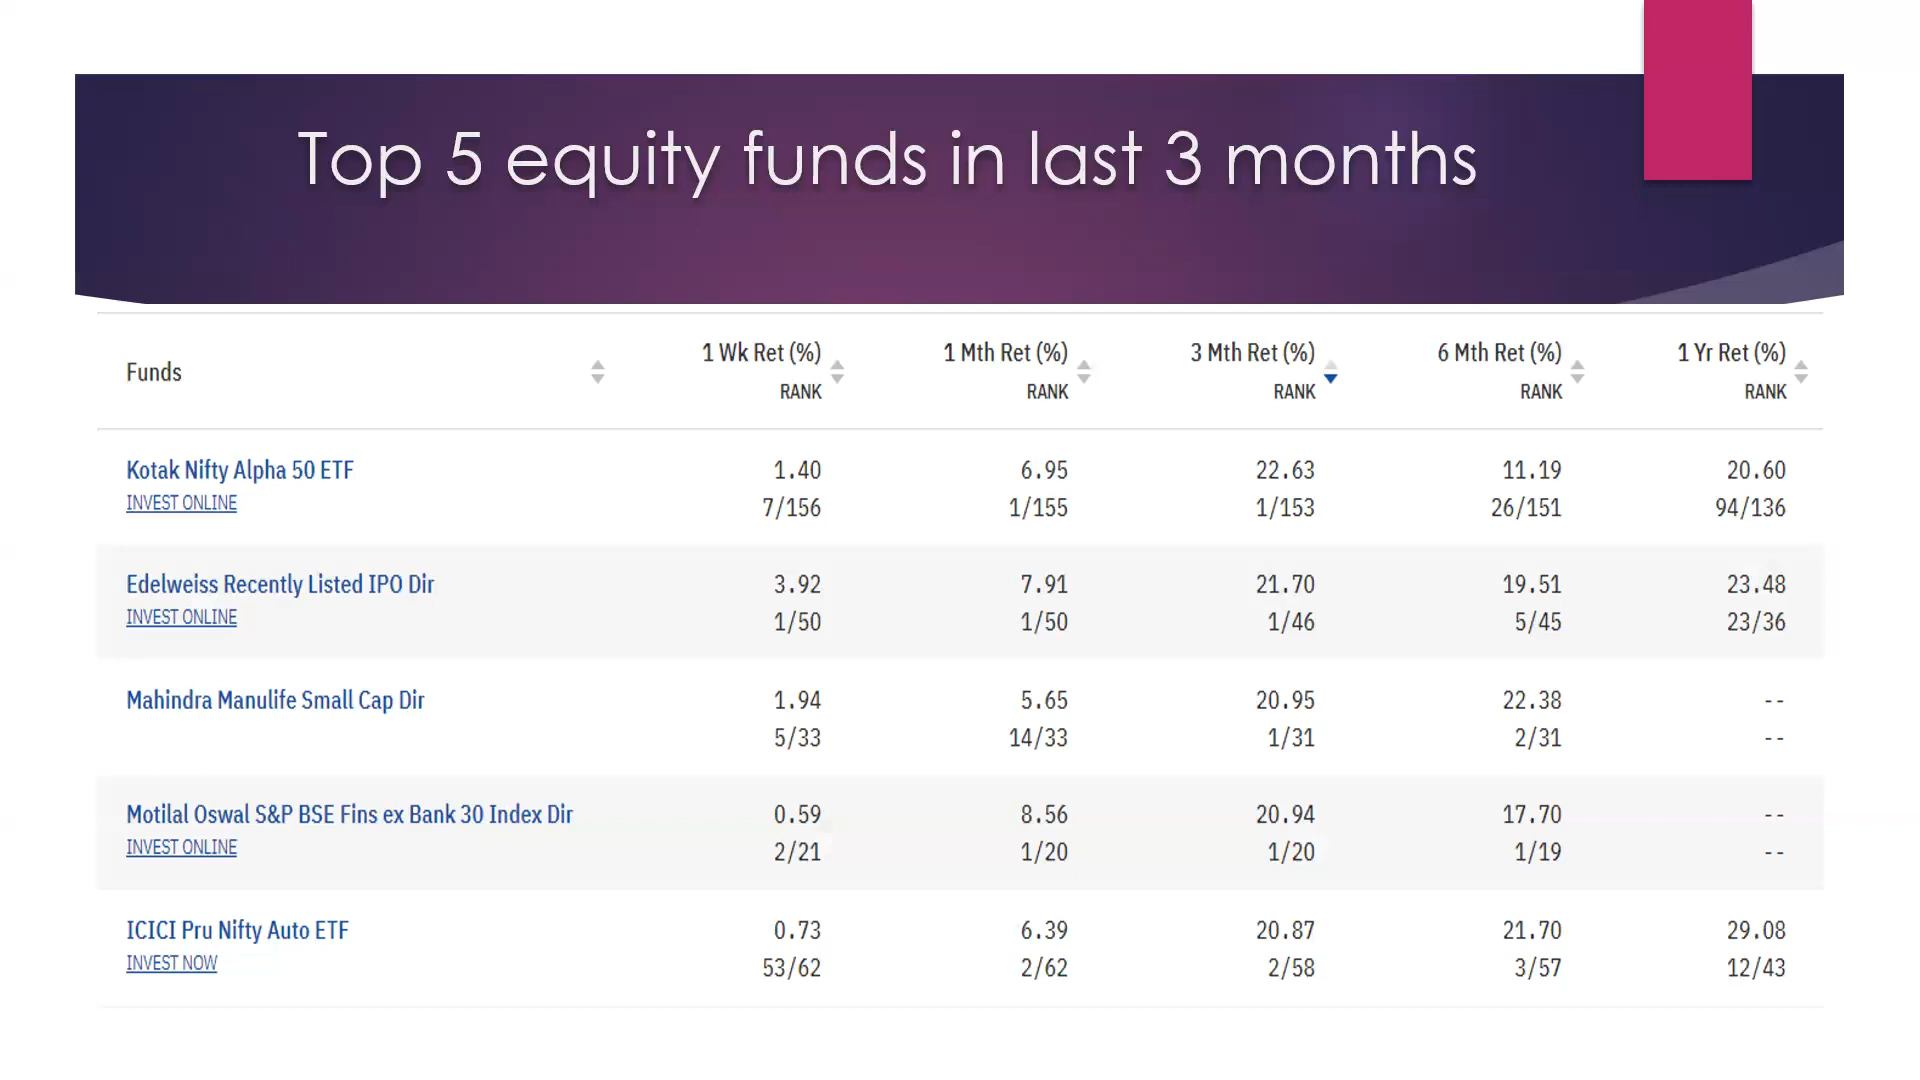 Top 5 equity funds in last 3 months
Funds 1 Wk Ret (%) 1 Mth Ret (%) 3 Mth Ret (%) 6 Mth Ret (%) 1 Yr Ret (%)
RANK RANK RANK RANK RANK
Kotak Nifty Alpha 50 ETF 1.40 6.95 22.63 11.19 20.60
INVEST ONLINE 7/156 1/155 1/153 26/151 94/136
Edelweiss Recently Listed IPO Dir 3.92 7.91 21.70 19.51 23.48
INVEST ONLINE 1/50 1/50 1/46 5/45 23/36
Mahindra Manulife Small Cap Dir 1.94 5.65 20.95 22.38 --
5/33 14/33 1/31 2/31 --
Motilal Oswal S&P BSE Fins ex Bank 30 Index Dir 0.59 8.56 20.94 17.70 --
INVEST ONLINE 2/21 1/20 1/20 1/19 --
ICICI Pru Nifty Auto ETF 0.73 6.39 20.87 21.70 29.08
INVEST NOW 53/62 2/62 2/58 3/57 12/43